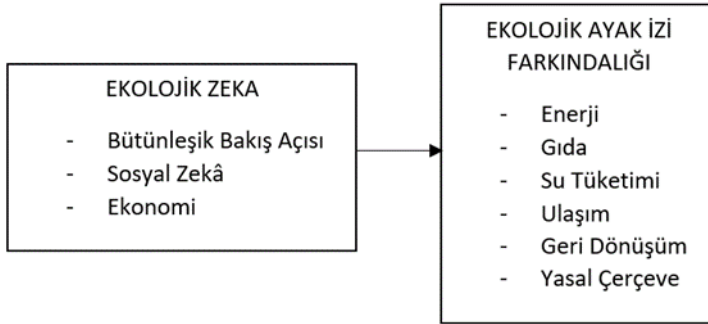 EKOLOJİK ZEKA
- Bütünleşik Bakış Açısı
- Sosyal Zekâ
- Ekonomi
EKOLOJİK AYAK İZİ
FARKINDALIĞI
- Enerji
- Gıda
- Su Tüketimi
- Ulaşım
- Geri Dönüşüm
- Yasal Çerçeve